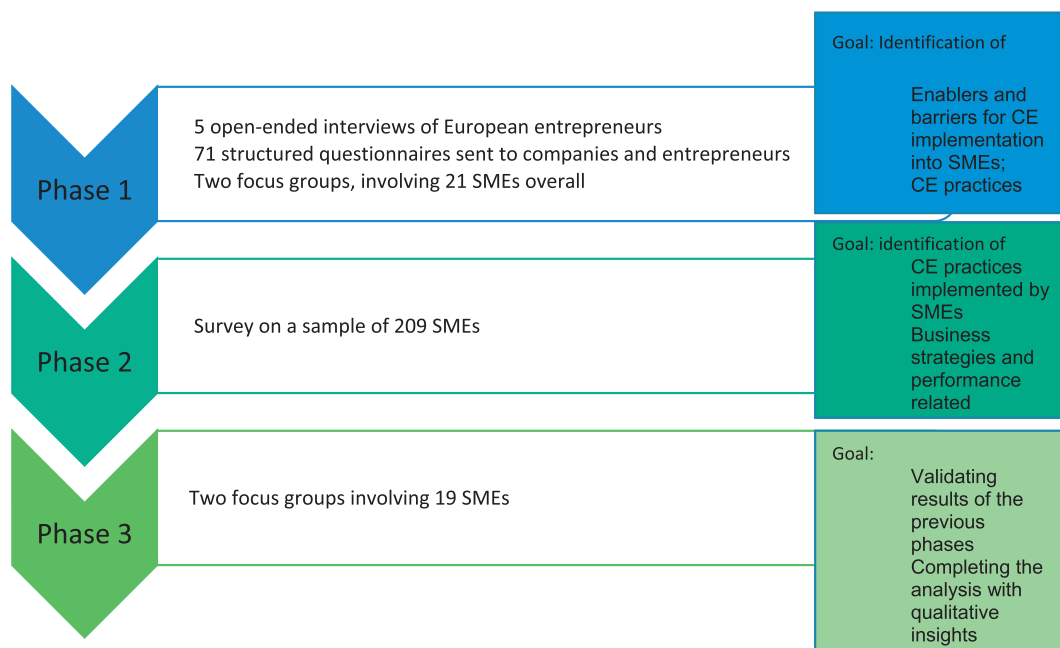 Phase 1
5 open-ended interviews of European entrepreneurs
71 structured questionnaires sent to companies and entrepreneurs
Two focus groups, involving 21 SMEs overall
Goal: Identification of
Enablers and
barriers for CE
implementation
into SMEs;
CE practices
Phase 2
Survey on a sample of 209 SMEs
Goal: identification of
CE practices
implemented by
SMEs
Business
strategies and
performance
related
Phase 3
Two focus groups involving 19 SMEs
Goal:
Validating
results of the
previous
phases
Completing the
analysis with
qualitative
insights